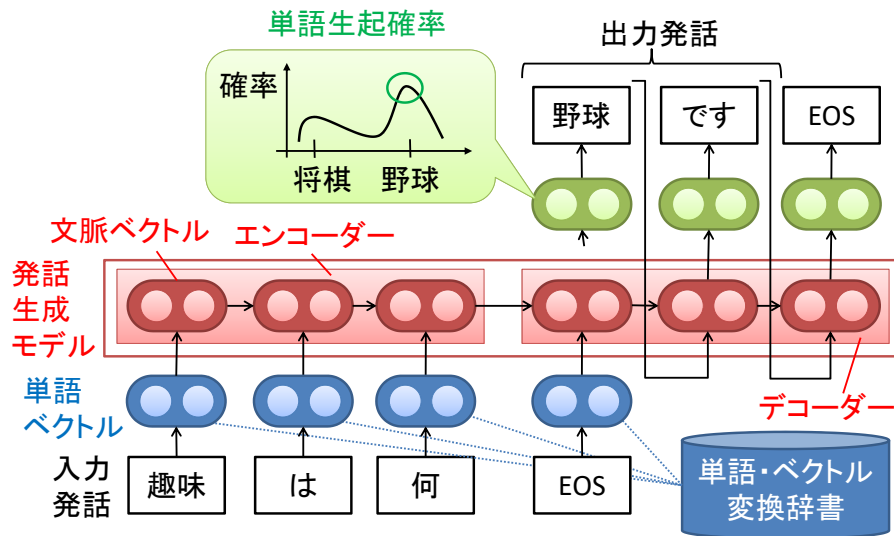 単語生起確率
確率
将棋
野球
出力発話
野球
です
EOS
文脈ベクトル
エンコーダー
発話
生成
モデル
デコーダー
単語
ベクトル
入力
発話
趣味
は
何
EOS
単語・ベクトル
変換辞書